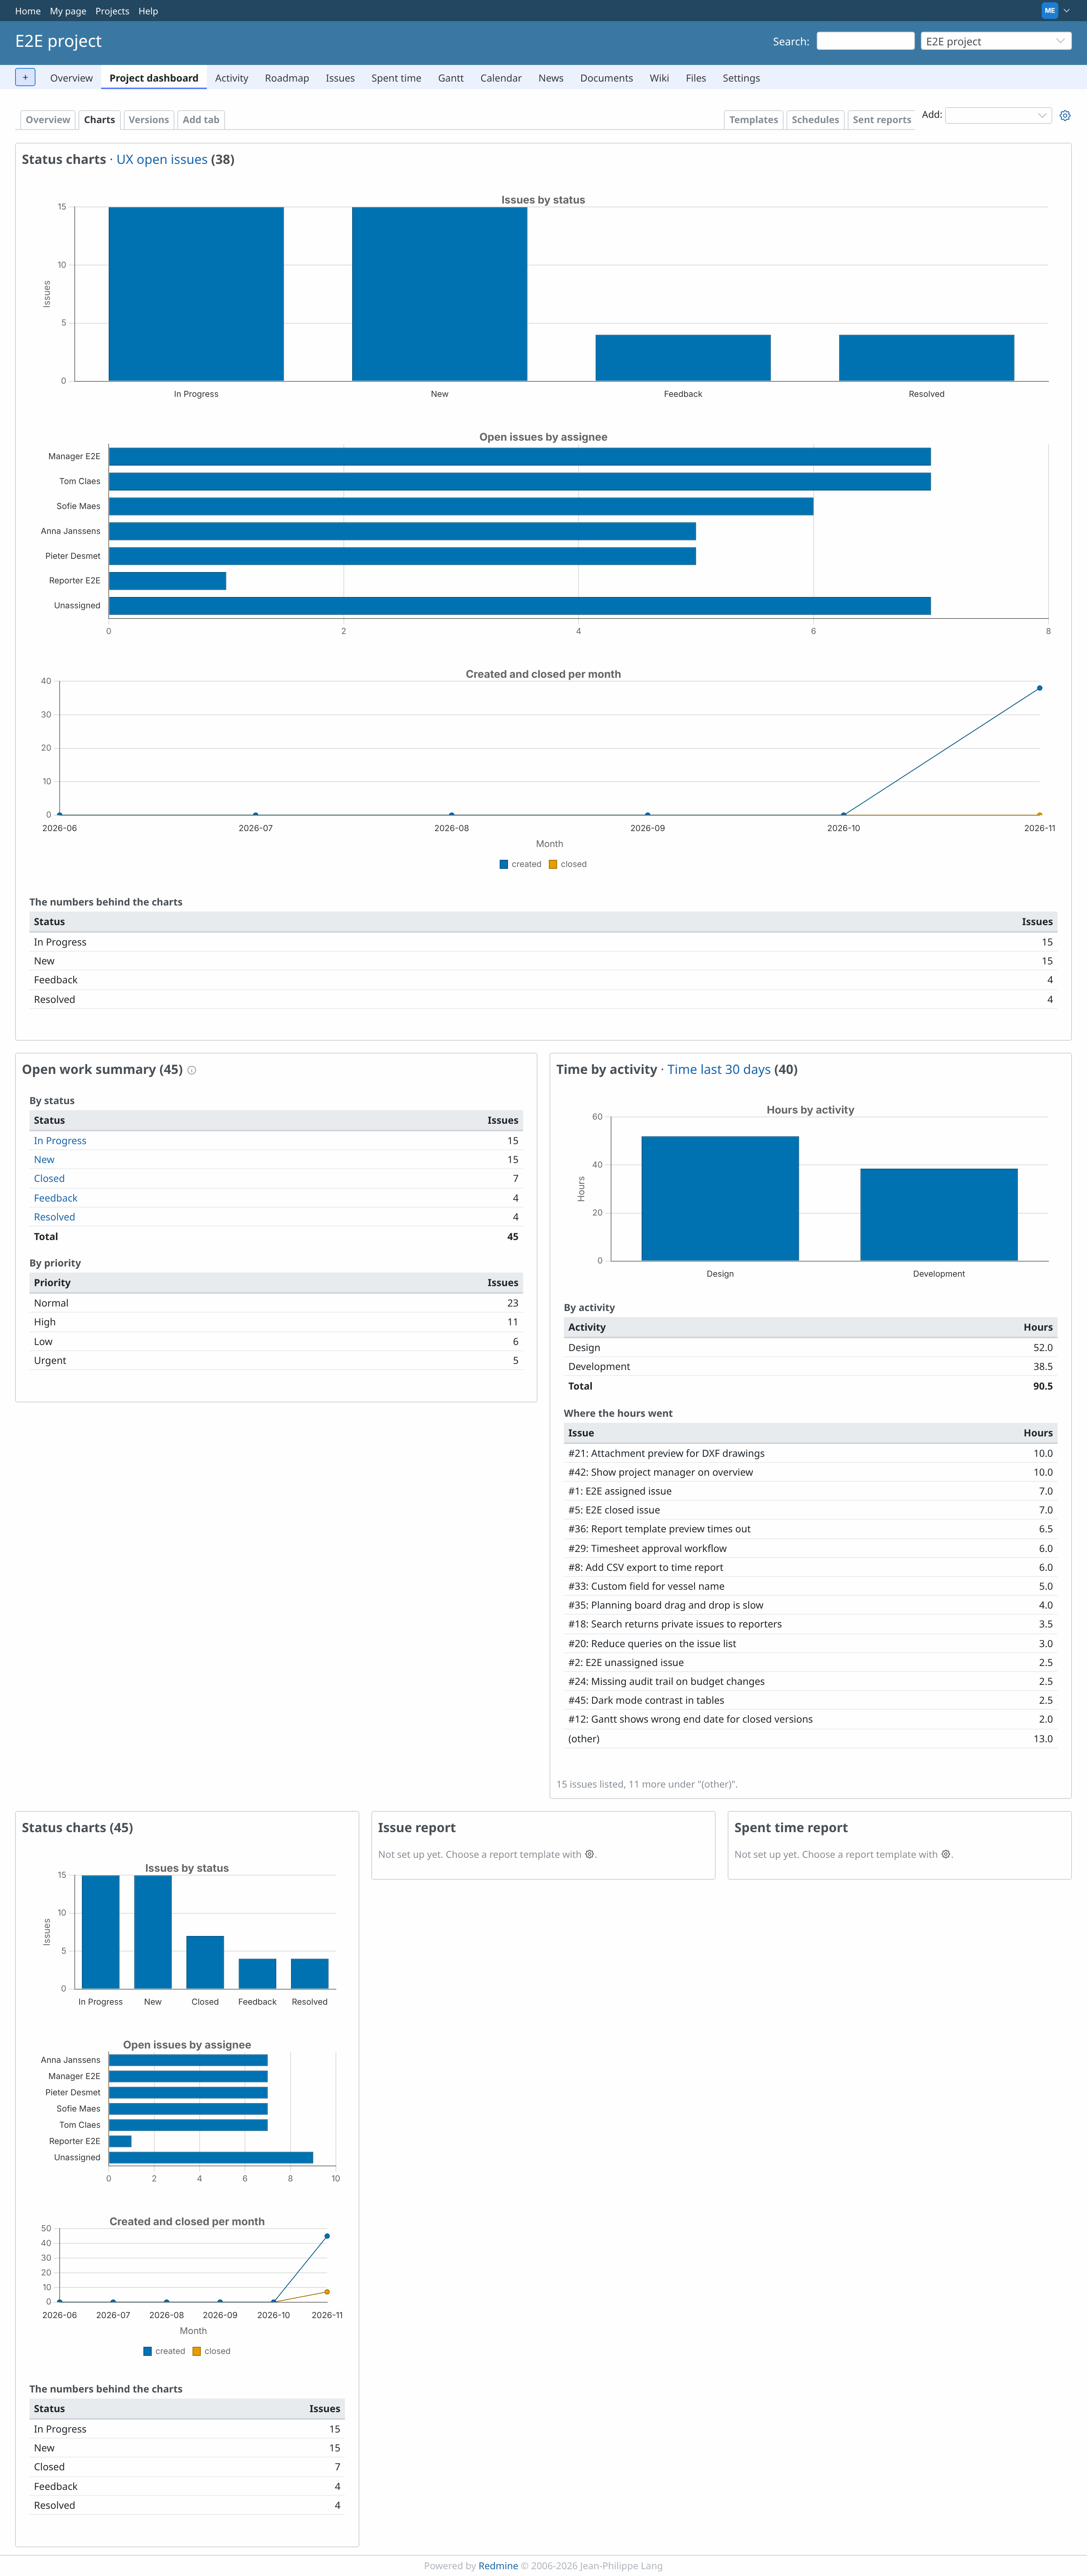 Home My page Projects Help ME
E2E project Search: E2E project
+ Overview Project dashboard Activity Roadmap Issues Spent time Gantt Calendar News Documents Wiki Files Settings
Overview Charts Versions Add tab Templates Schedules Sent reports Add:
Status charts · UX open issues (38)
Issues by status
15
10
5
0
Issues
In Progress New Feedback Resolved
Open issues by assignee
Manager E2E
Tom Claes
Sofie Maes
Anna Janssens
Pieter Desmet
Reporter E2E
Unassigned
0 2 4 6 8
Created and closed per month
40
30
20
10
0
2026-06 2026-07 2026-08 2026-09 2026-10 2026-11
Month
created closed
The numbers behind the charts
Status Issues
In Progress 15
New 15
Feedback 4
Resolved 4
Open work summary (45)
By status
Status Issues
In Progress 15
New 15
Closed 7
Feedback 4
Resolved 4
Total 45
By priority
Priority Issues
Normal 23
High 11
Low 6
Urgent 5
Time by activity · Time last 30 days (40)
Hours by activity
60
40
20
0
Hours
Design Development
By activity
Activity Hours
Design 52.0
Development 38.5
Total 90.5
Where the hours went
Issue Hours
#21: Attachment preview for DXF drawings 10.0
#42: Show project manager on overview 10.0
#1: E2E assigned issue 7.0
#5: E2E closed issue 7.0
#36: Report template preview times out 6.5
#29: Timesheet approval workflow 6.0
#8: Add CSV export to time report 6.0
#33: Custom field for vessel name 5.0
#35: Planning board drag and drop is slow 4.0
#18: Search returns private issues to reporters 3.5
#20: Reduce queries on the issue list 3.0
#2: E2E unassigned issue 2.5
#24: Missing audit trail on budget changes 2.5
#45: Dark mode contrast in tables 2.5
#12: Gantt shows wrong end date for closed versions 2.0
(other) 13.0
15 issues listed, 11 more under "(other)".
Status charts (45)
Issues by status
15
10
5
0
Issues
In Progress New Closed Feedback Resolved
Open issues by assignee
Anna Janssens
Manager E2E
Pieter Desmet
Sofie Maes
Tom Claes
Reporter E2E
Unassigned
0 2 4 6 8 10
Created and closed per month
50
40
30
20
10
0
2026-06 2026-07 2026-08 2026-09 2026-10 2026-11
Month
created closed
The numbers behind the charts
Status Issues
In Progress 15
New 15
Closed 7
Feedback 4
Resolved 4
Issue report
Not set up yet. Choose a report template with .
Spent time report
Not set up yet. Choose a report template with .
Powered by Redmine © 2006-2026 Jean-Philippe Lang